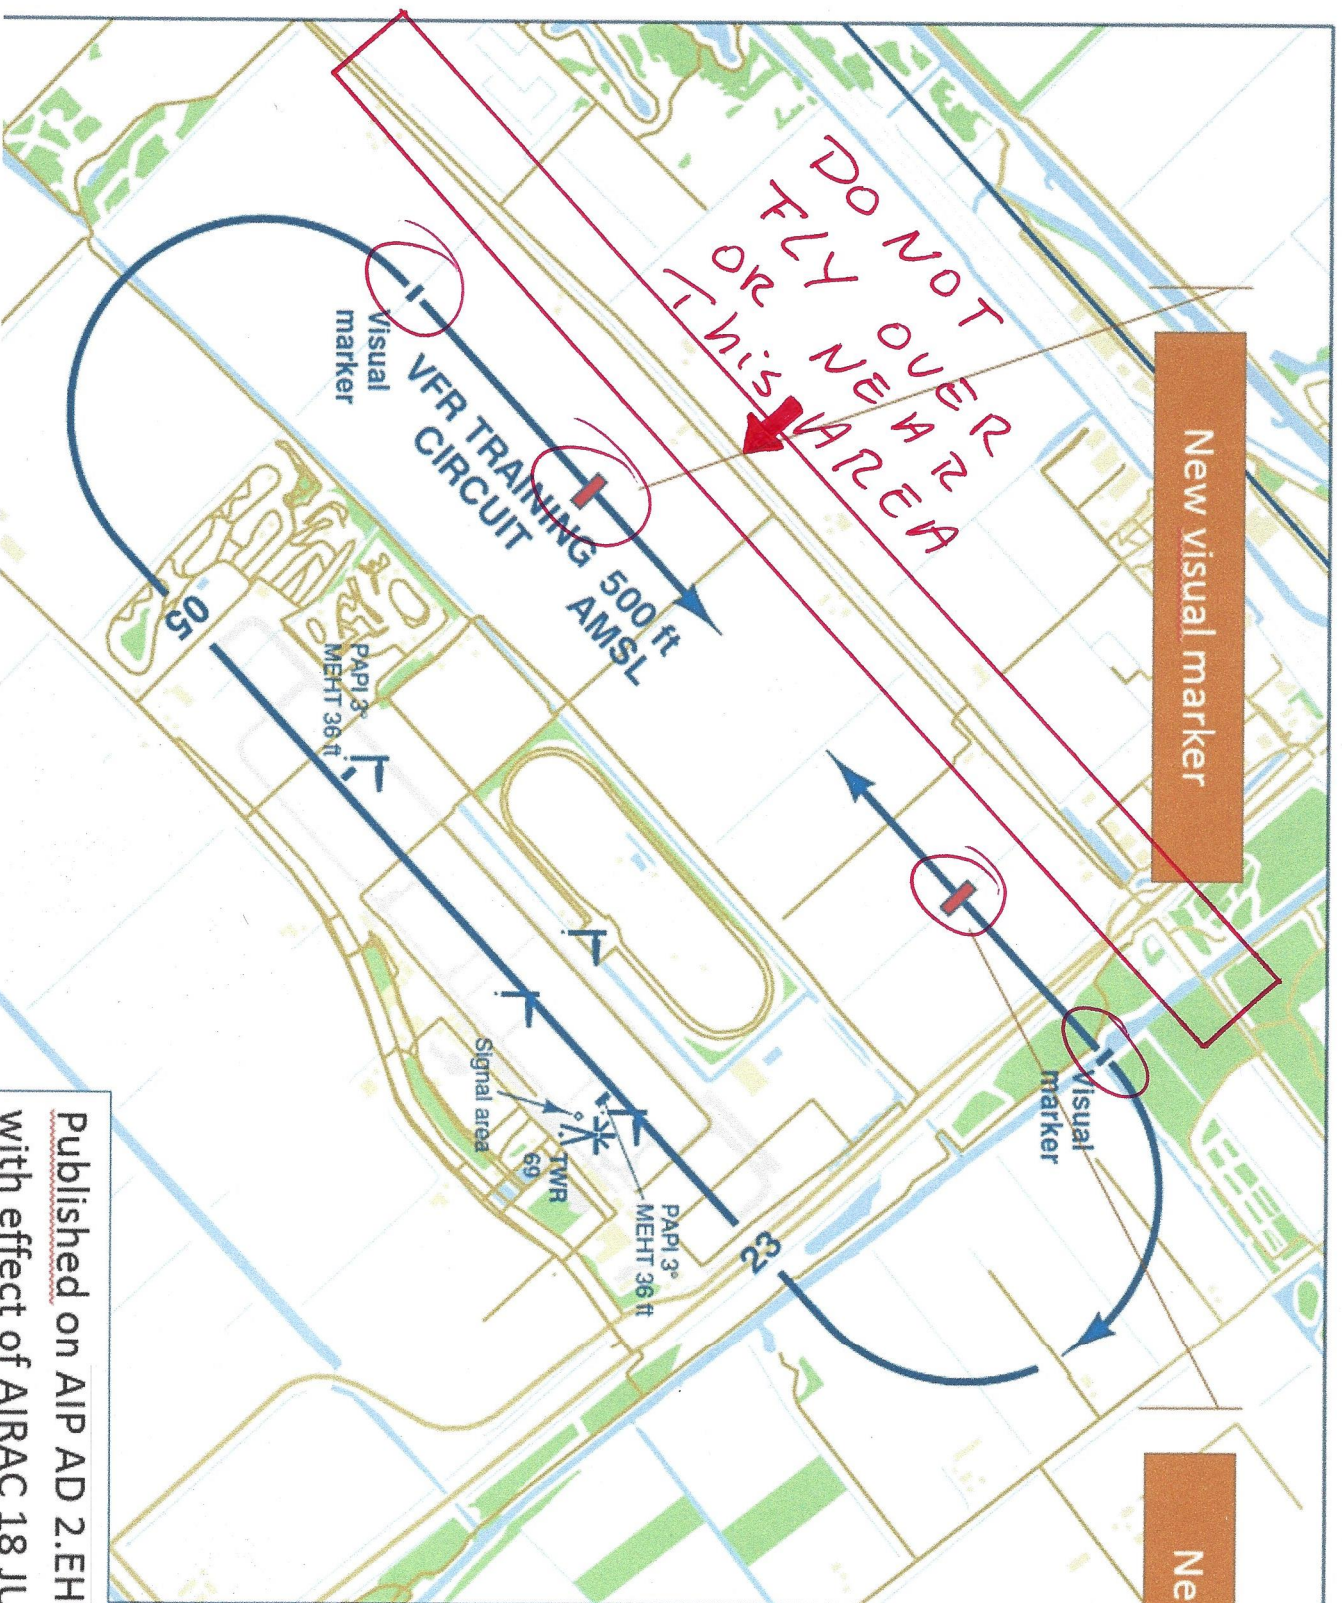 New visual marker
Ne
DO NOT
FLY OVER
OR NEAR
This AREA
Visual
marker
VFR TRAINING 500 ft
CIRCUIT AMSL
Visual
marker
05
PAPI 3°
MEHT 36 ft
Signal area
TWR
69
PAPI 3°
MEHT 36 ft
23
Published on AIP AD 2.EH
with effect of AIRAC 18 JU